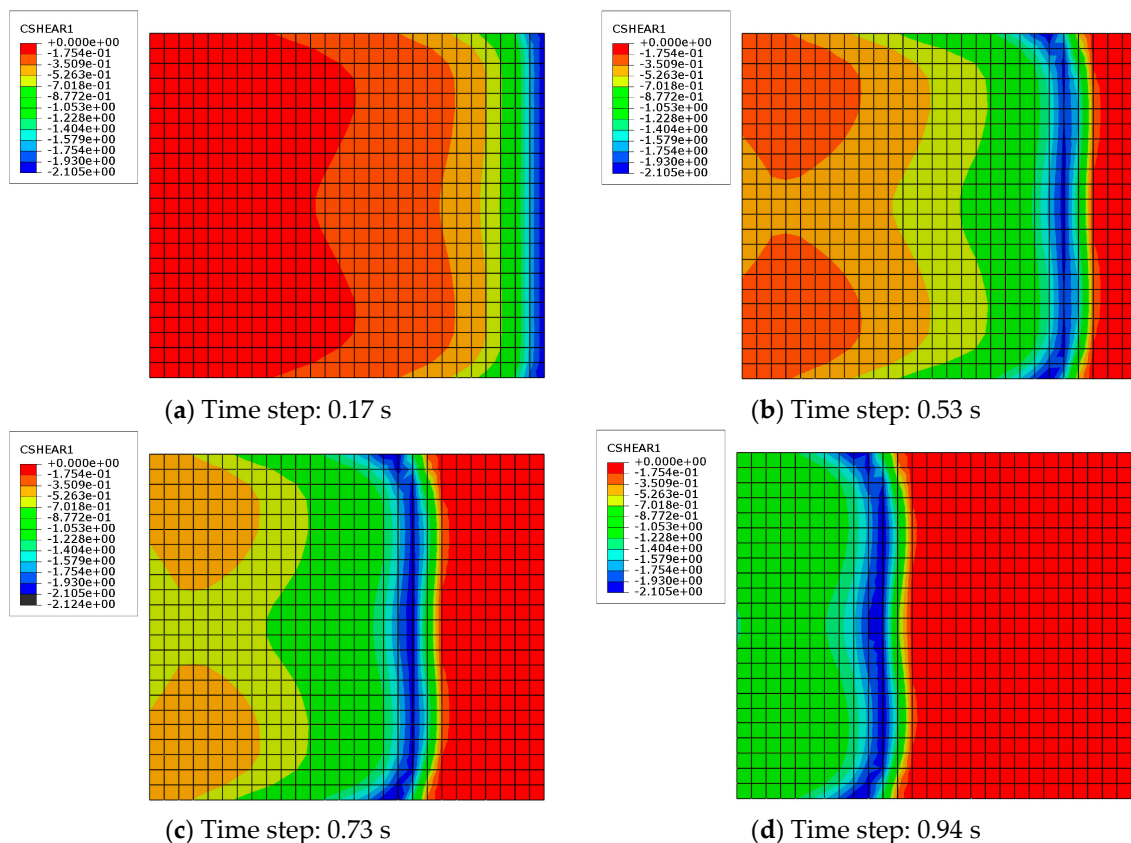 CSHEAR1
+0.000e+00
-1.754e-01
-3.509e-01
-5.263e-01
-7.018e-01
-8.772e-01
-1.053e+00
-1.228e+00
-1.404e+00
-1.579e+00
-1.754e+00
-1.930e+00
-2.105e+00
(a) Time step: 0.17 s
CSHEAR1
+0.000e+00
-1.754e-01
-3.509e-01
-5.263e-01
-7.018e-01
-8.772e-01
-1.053e+00
-1.228e+00
-1.404e+00
-1.579e+00
-1.754e+00
-1.930e+00
-2.105e+00
(b) Time step: 0.53 s
CSHEAR1
+0.000e+00
-1.754e-01
-3.509e-01
-5.263e-01
-7.018e-01
-8.772e-01
-1.053e+00
-1.228e+00
-1.404e+00
-1.579e+00
-1.754e+00
-1.930e+00
-2.105e+00
-2.124e+00
(c) Time step: 0.73 s
CSHEAR1
+0.000e+00
-1.754e-01
-3.509e-01
-5.263e-01
-7.018e-01
-8.772e-01
-1.053e+00
-1.228e+00
-1.404e+00
-1.579e+00
-1.754e+00
-1.930e+00
-2.105e+00
(d) Time step: 0.94 s